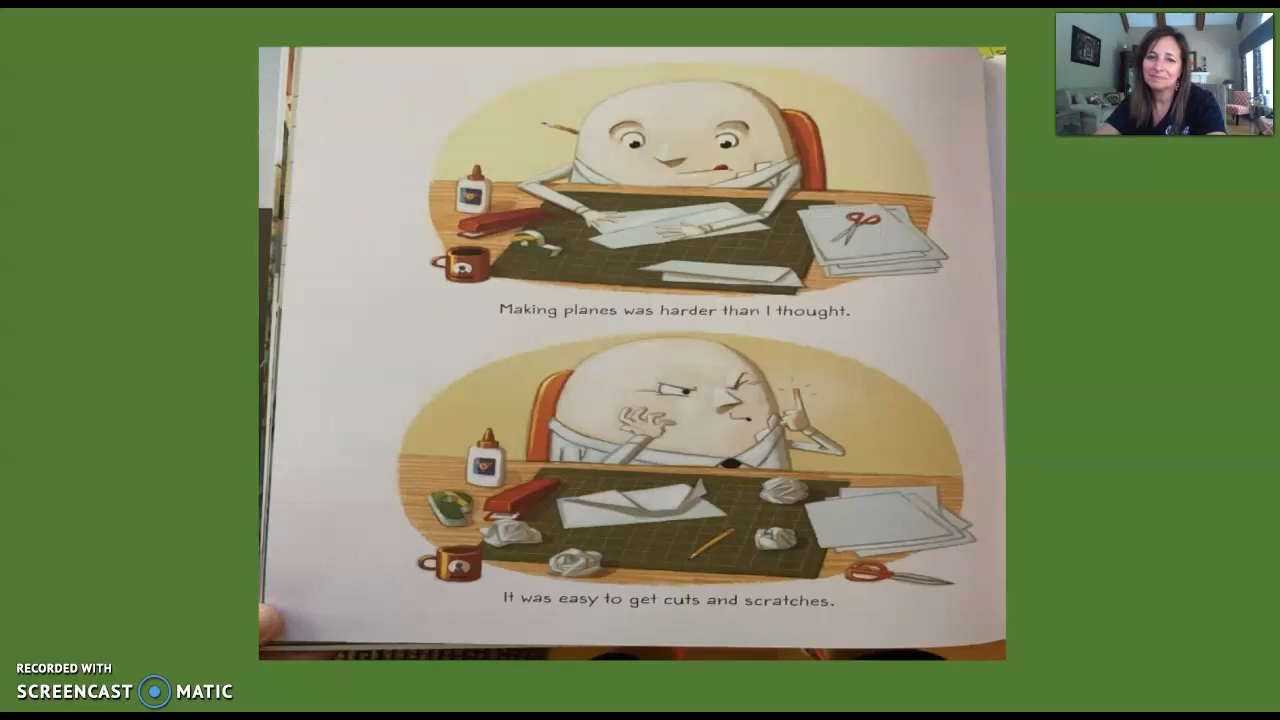 Making planes was harder than I thought.
It was easy to get cuts and scratches.
RECORDED WITH
SCREENCAST MATIC